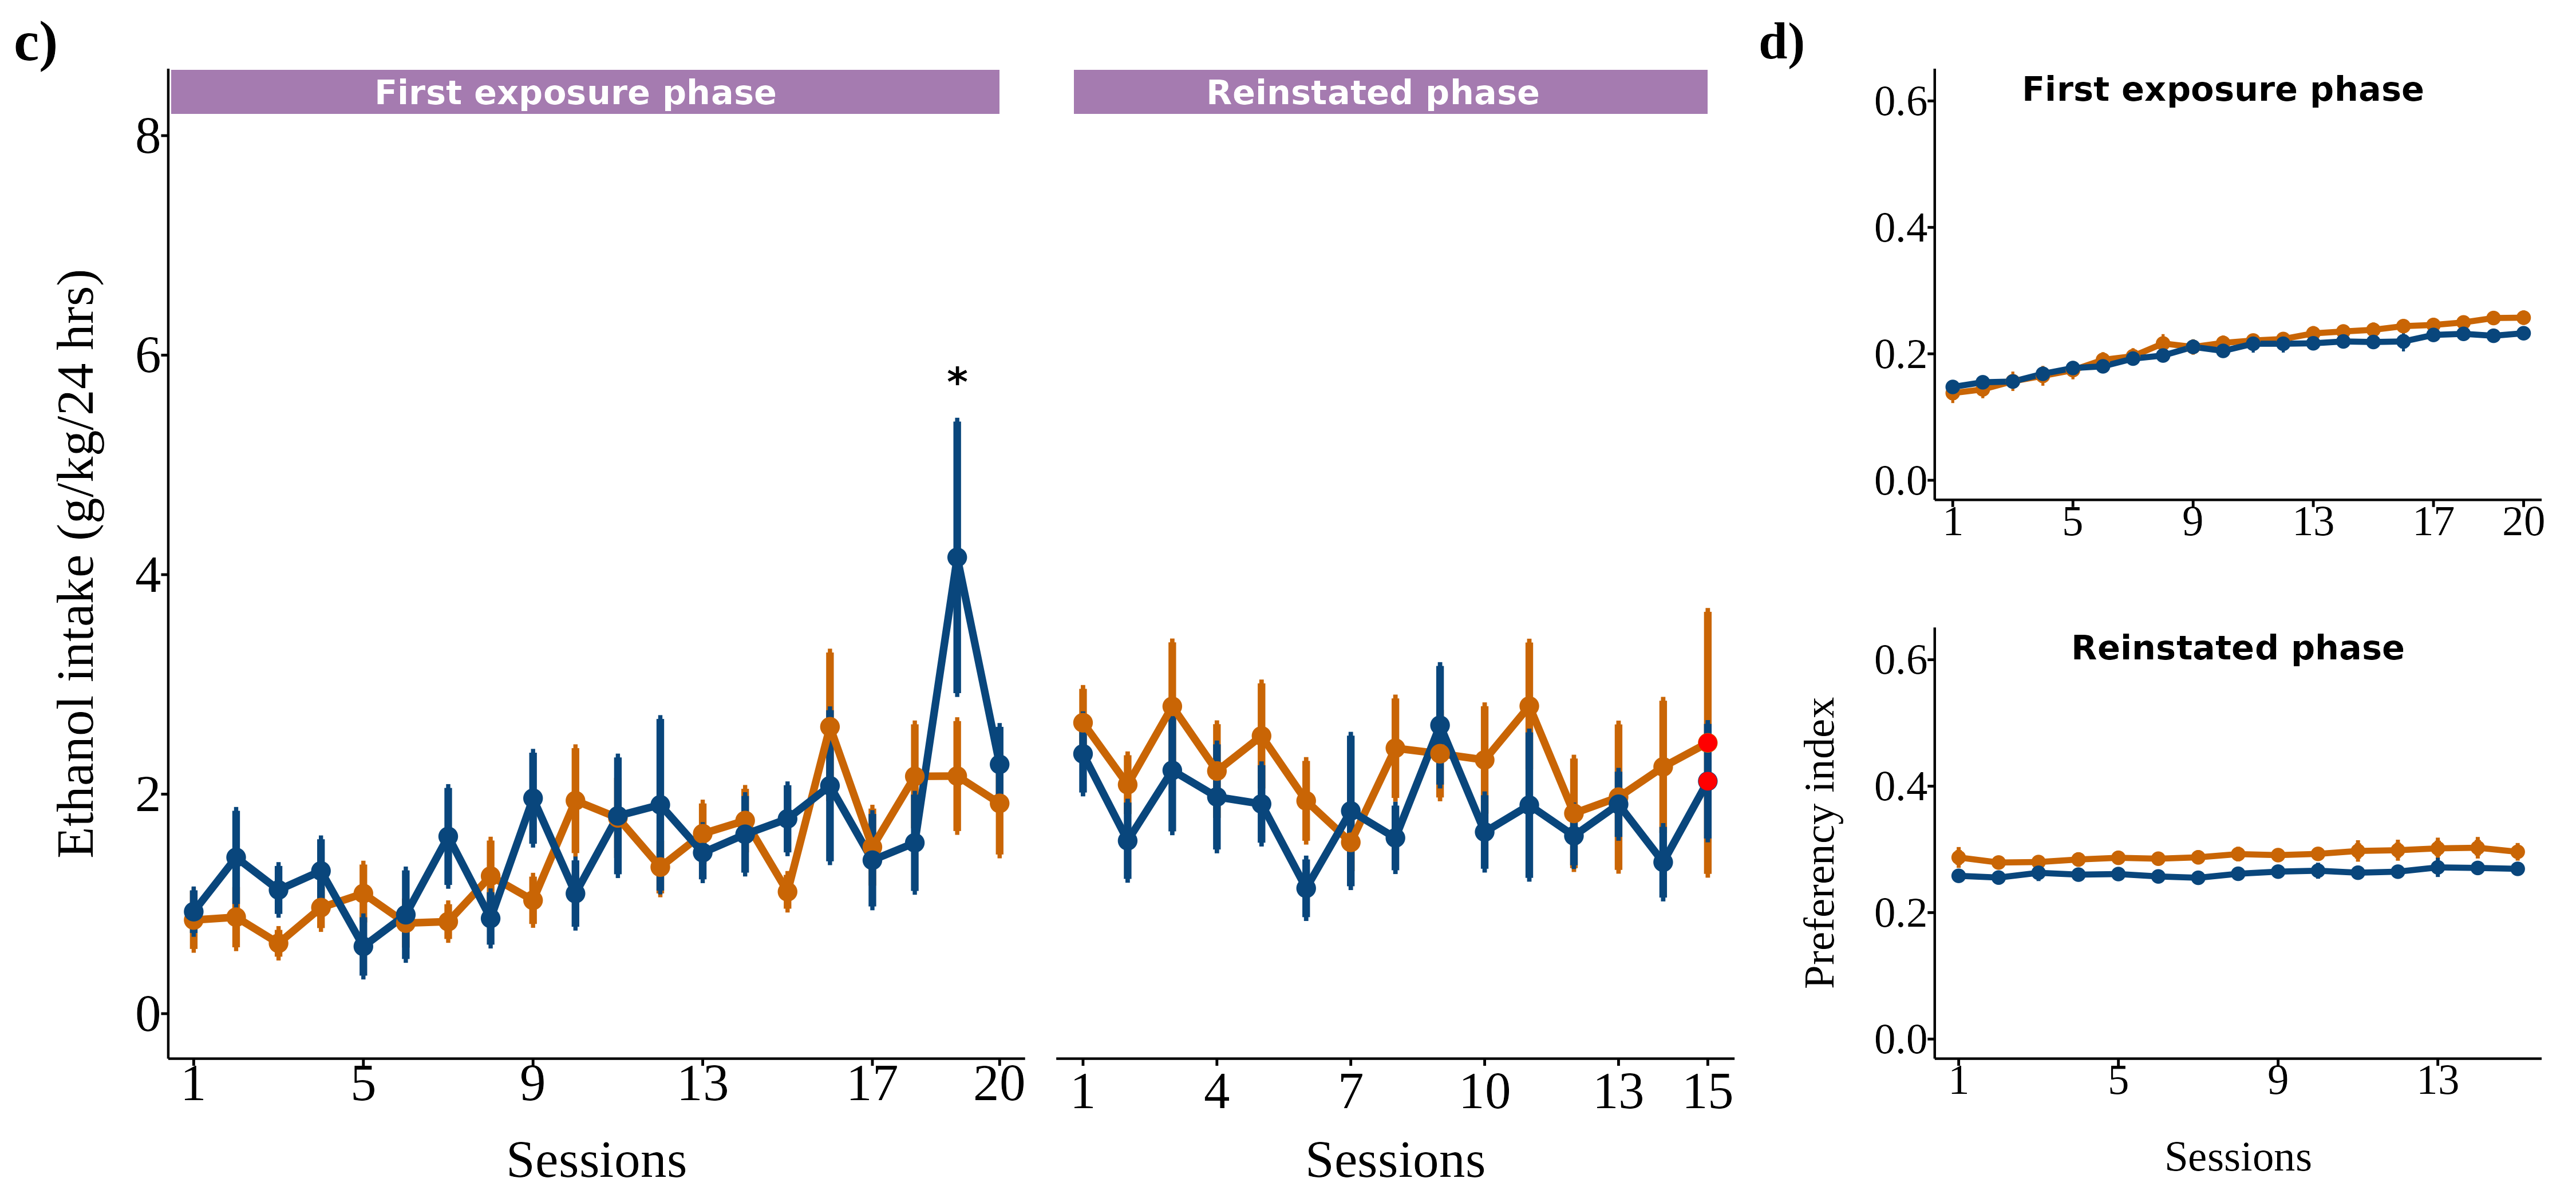 c)
First exposure phase
Reinstated phase
8
6
4
2
0
*
Ethanol intake (g/kg/24 hrs)
1 5 9 13 17 20
1 4 7 10 13 15
Sessions
Sessions
d)
First exposure phase
0.6
0.4
0.2
0.0
1 5 9 13 17 20
Reinstated phase
0.6
0.4
0.2
0.0
Preferency index
1 5 9 13
Sessions